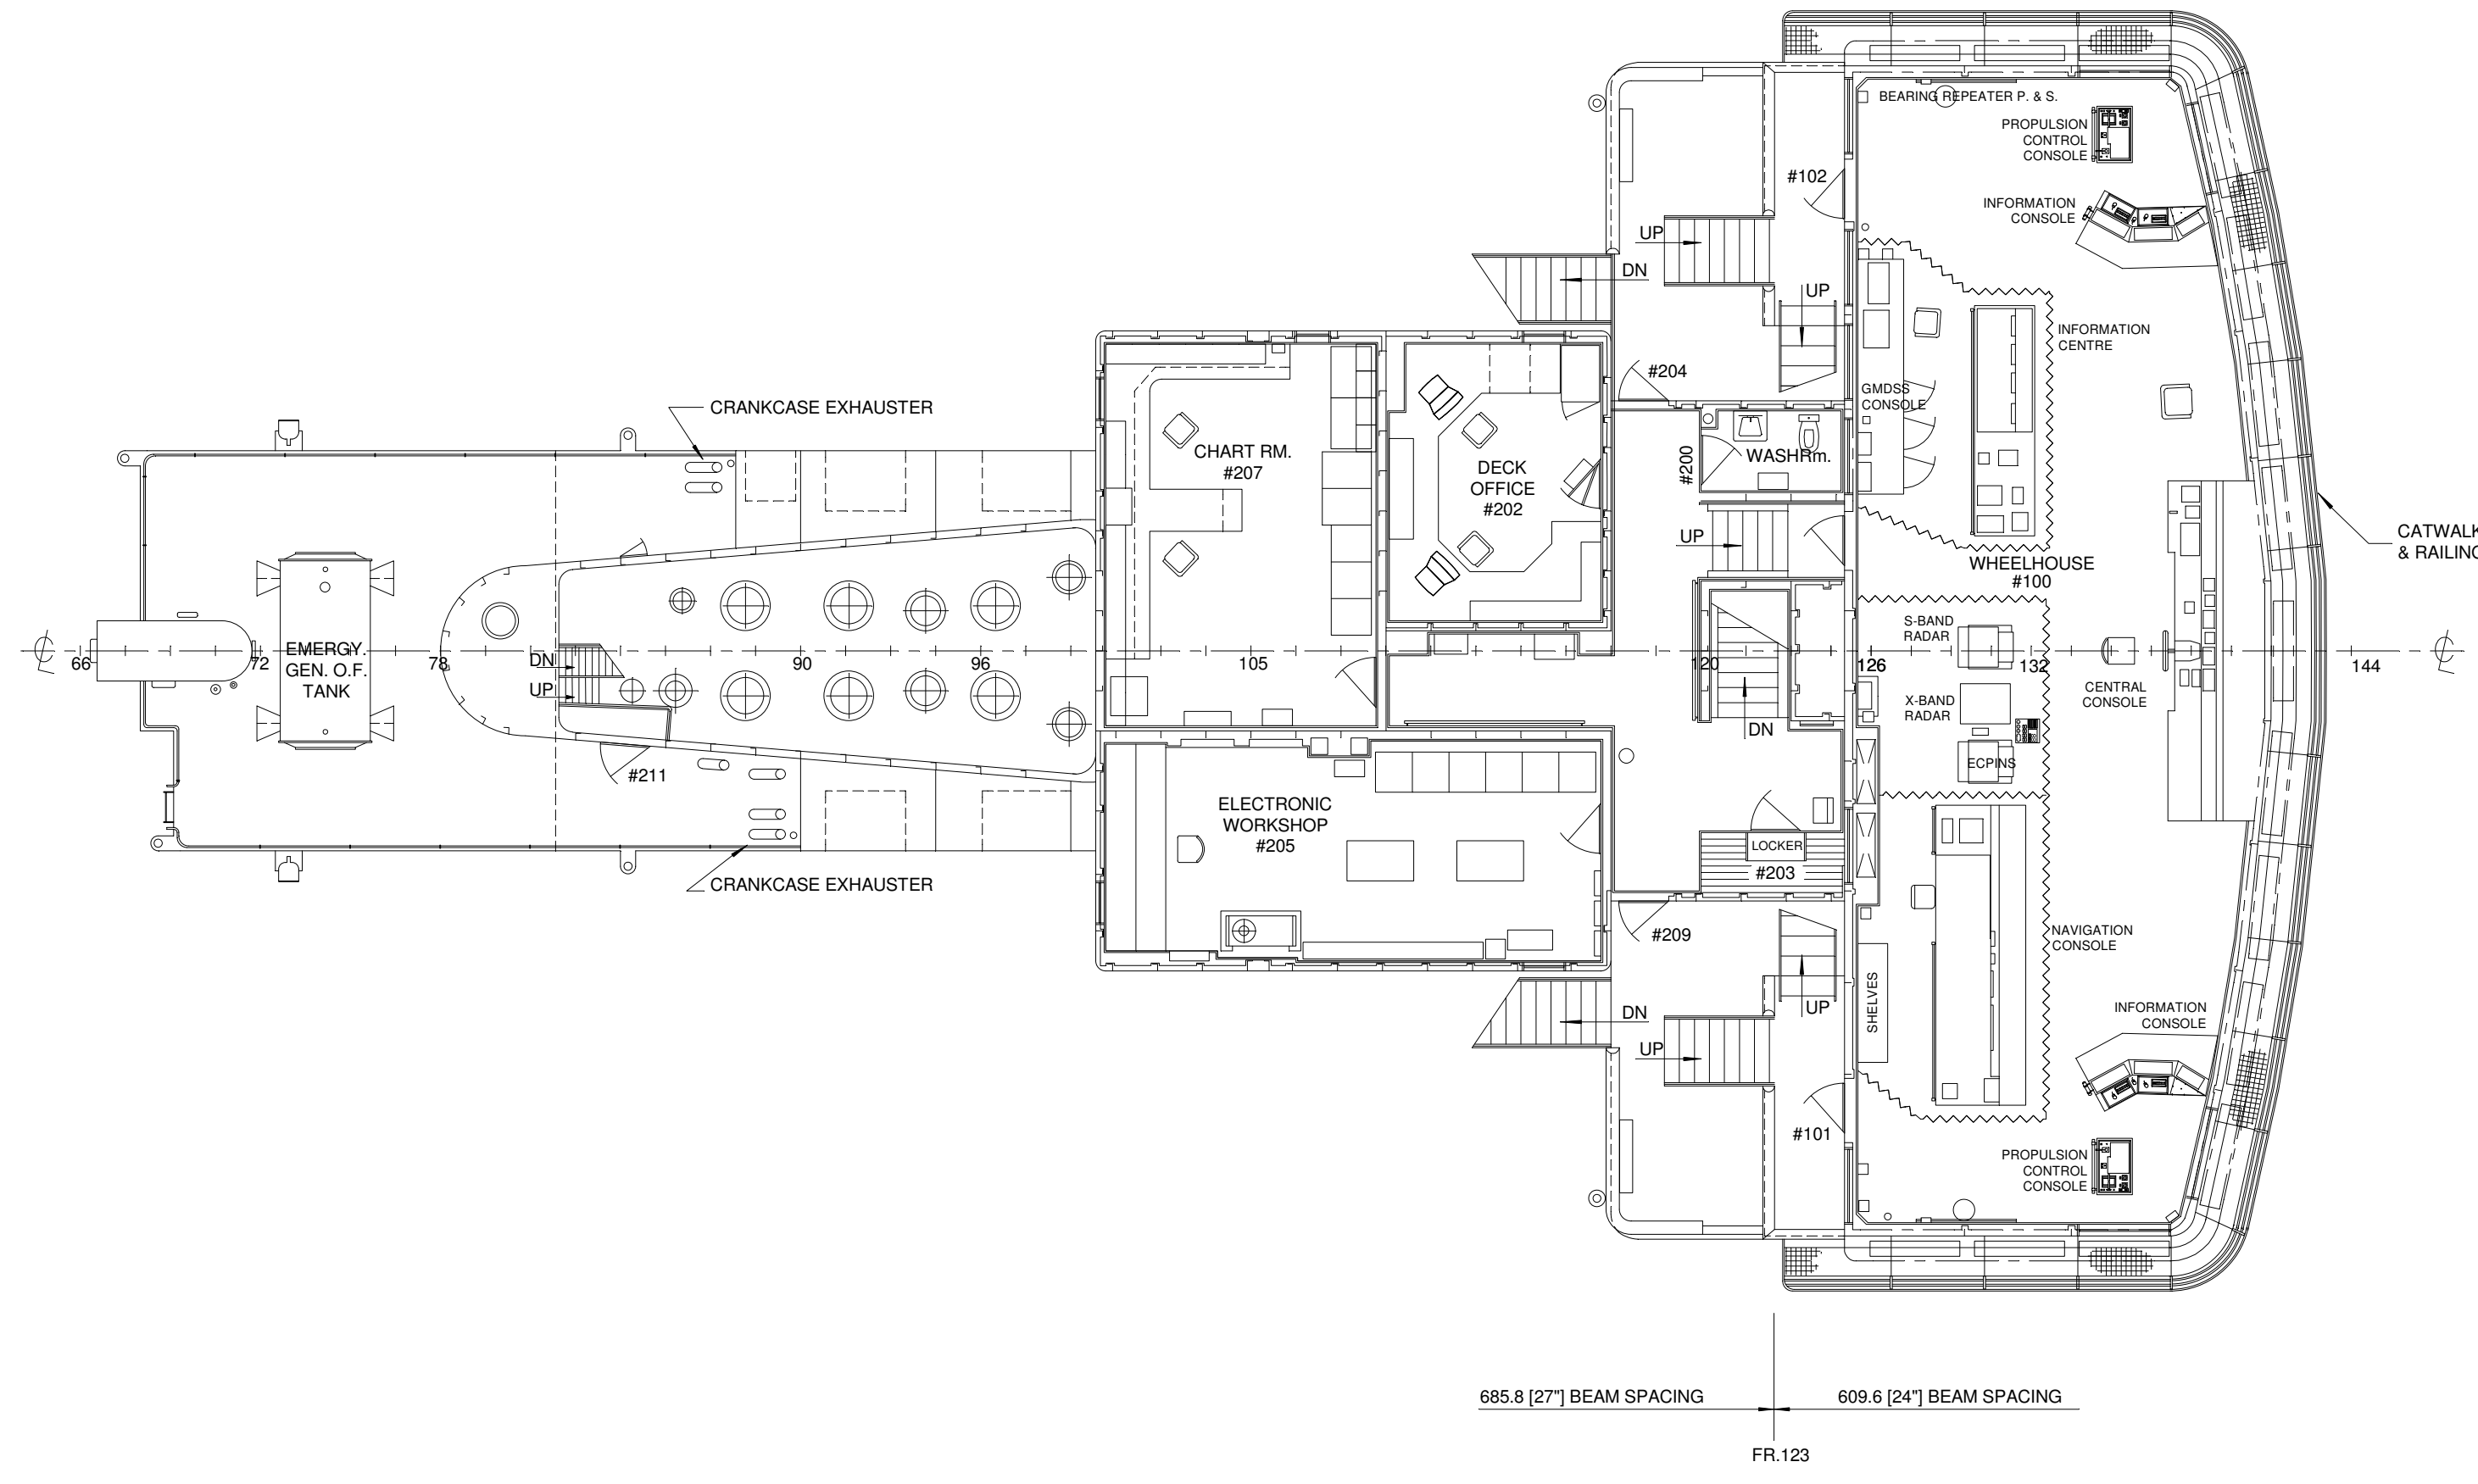 BEARING REPEATER P. & S.
PROPULSION
CONTROL
CONSOLE
#102
INFORMATION
CONSOLE
UP
DN
UP
INFORMATION
CENTRE
#204
GMDSS
CONSOLE
CRANKCASE EXHAUSTER
CHART RM.
#207
DECK
OFFICE
#202
#200
WASHRm.
UP
CATWALK
& RAILING
WHEELHOUSE
#100
S-BAND
RADAR
EMERGY.
GEN. O.F.
TANK
DN
UP
66
72
78
90
96
105
120
126
132
144
CENTRAL
CONSOLE
X-BAND
RADAR
DN
ECPINS
#211
ELECTRONIC
WORKSHOP
#205
LOCKER
#203
CRANKCASE EXHAUSTER
#209
NAVIGATION
CONSOLE
SHELVES
UP
DN
UP
INFORMATION
CONSOLE
#101
PROPULSION
CONTROL
CONSOLE
685.8 [27"] BEAM SPACING
609.6 [24"] BEAM SPACING
FR.123